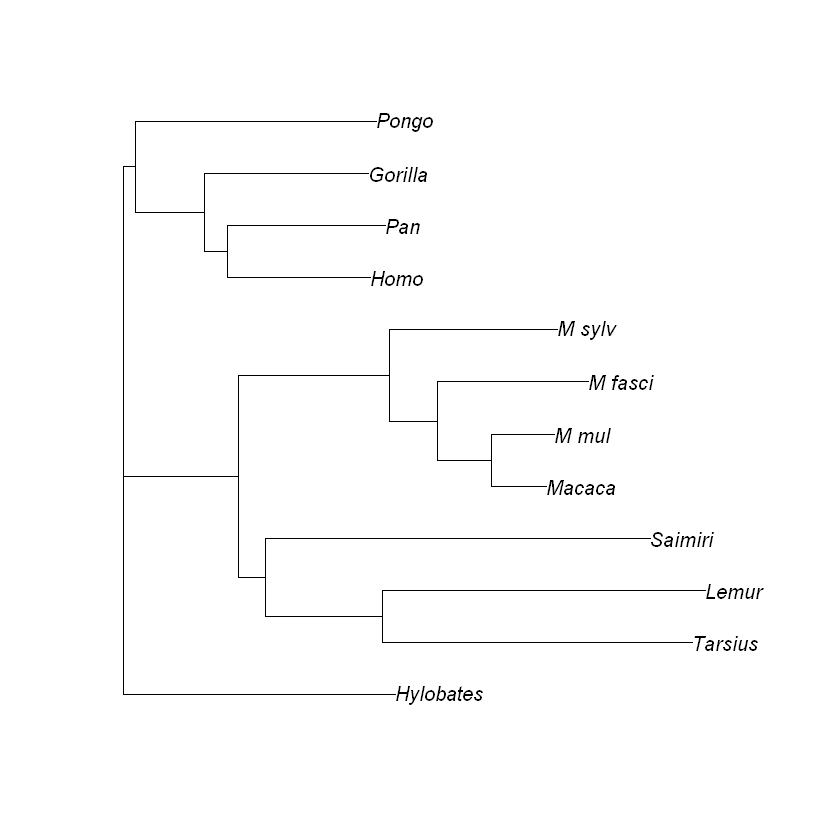 Pongo
Gorilla
Pan
Homo
M sylv
M fasci
M mul
Macaca
Saimiri
Lemur
Tarsius
Hylobates